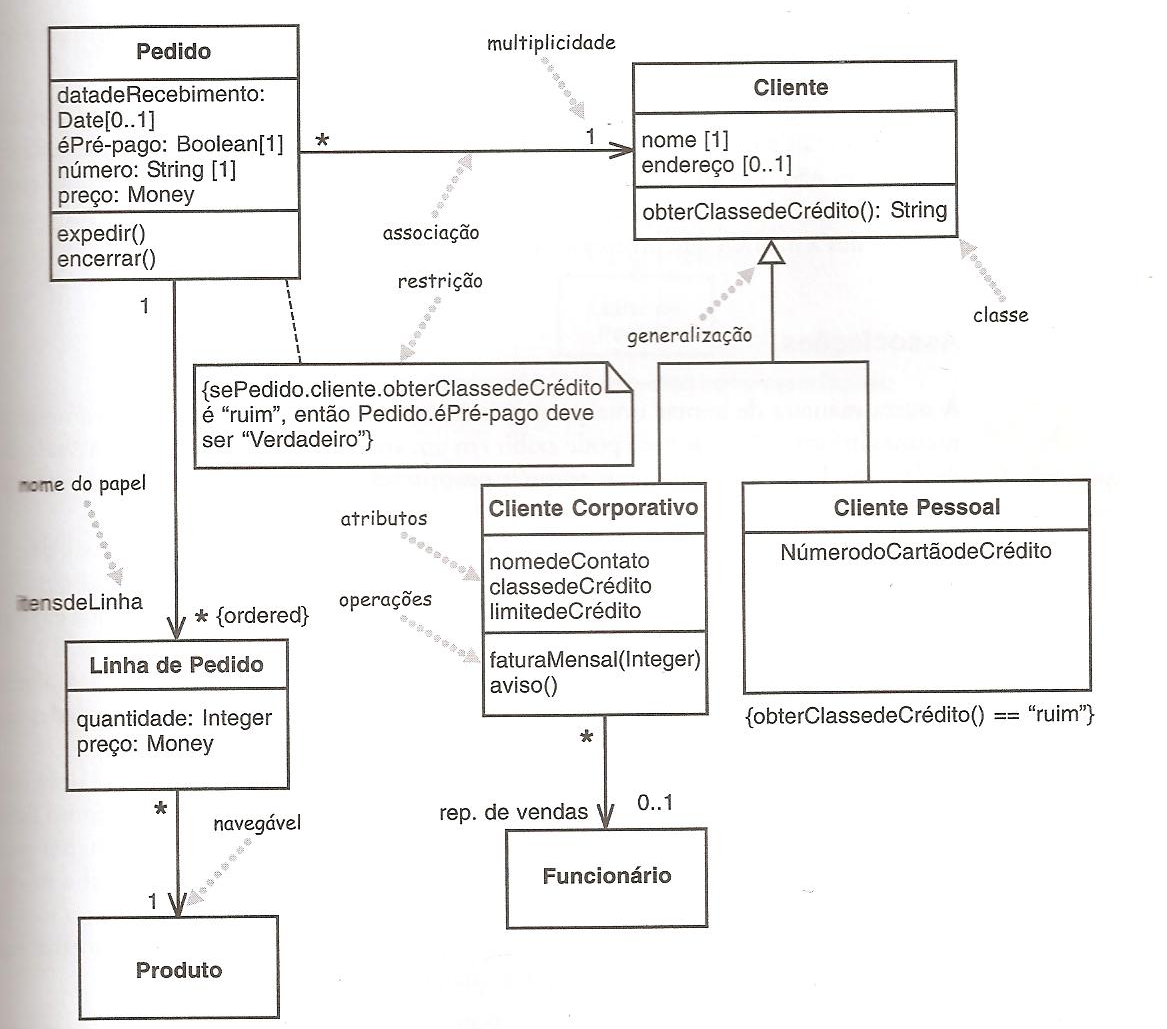 Pedido
datadeRecebimento:
Date[0..1]
éPré-pago: Boolean[1]
número: String [1]
preço: Money
expedir()
encerrar()
multiplicidade
*
1
associação
Cliente
nome [1]
endereço [0..1]
obterClassedeCrédito(): String
restrição
generalização
classe
1
{sePedido.cliente.obterClassedeCrédito
é “ruim”, então Pedido.éPré-pago deve
ser “Verdadeiro”}
nome do papel
itensdeLinha
* {ordered}
Linha de Pedido
quantidade: Integer
preço: Money
atributos
operações
Cliente Corporativo
nomedeContato
classedeCrédito
limitedeCrédito
faturaMensal(Integer)
aviso()
Cliente Pessoal
NúmerodoCartãodeCrédito
{obterClassedeCrédito() == “ruim”}
*
navegável
1
Produto
*
rep. de vendas
0..1
Funcionário